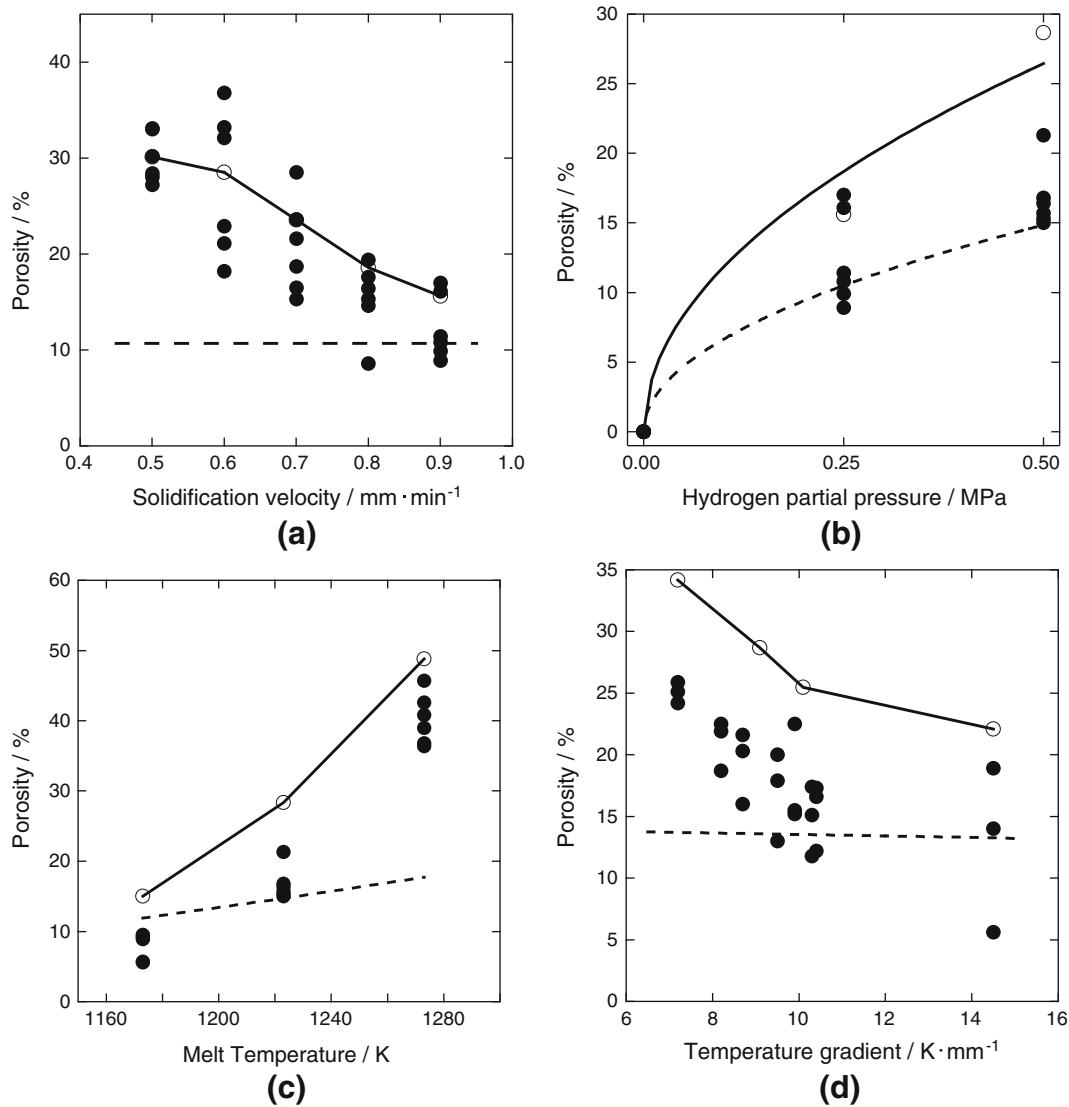 40
30
20
10
0
0.4 0.5 0.6 0.7 0.8 0.9 1.0
Porosity / %
Solidification velocity / mm·min⁻¹
(a)
30
25
20
15
10
5
0
0.00 0.25 0.50
Porosity / %
Hydrogen partial pressure / MPa
(b)
60
50
40
30
20
10
0
1160 1200 1240 1280
Porosity / %
Melt Temperature / K
(c)
35
30
25
20
15
10
5
0
6 8 10 12 14 16
Porosity / %
Temperature gradient / K·mm⁻¹
(d)